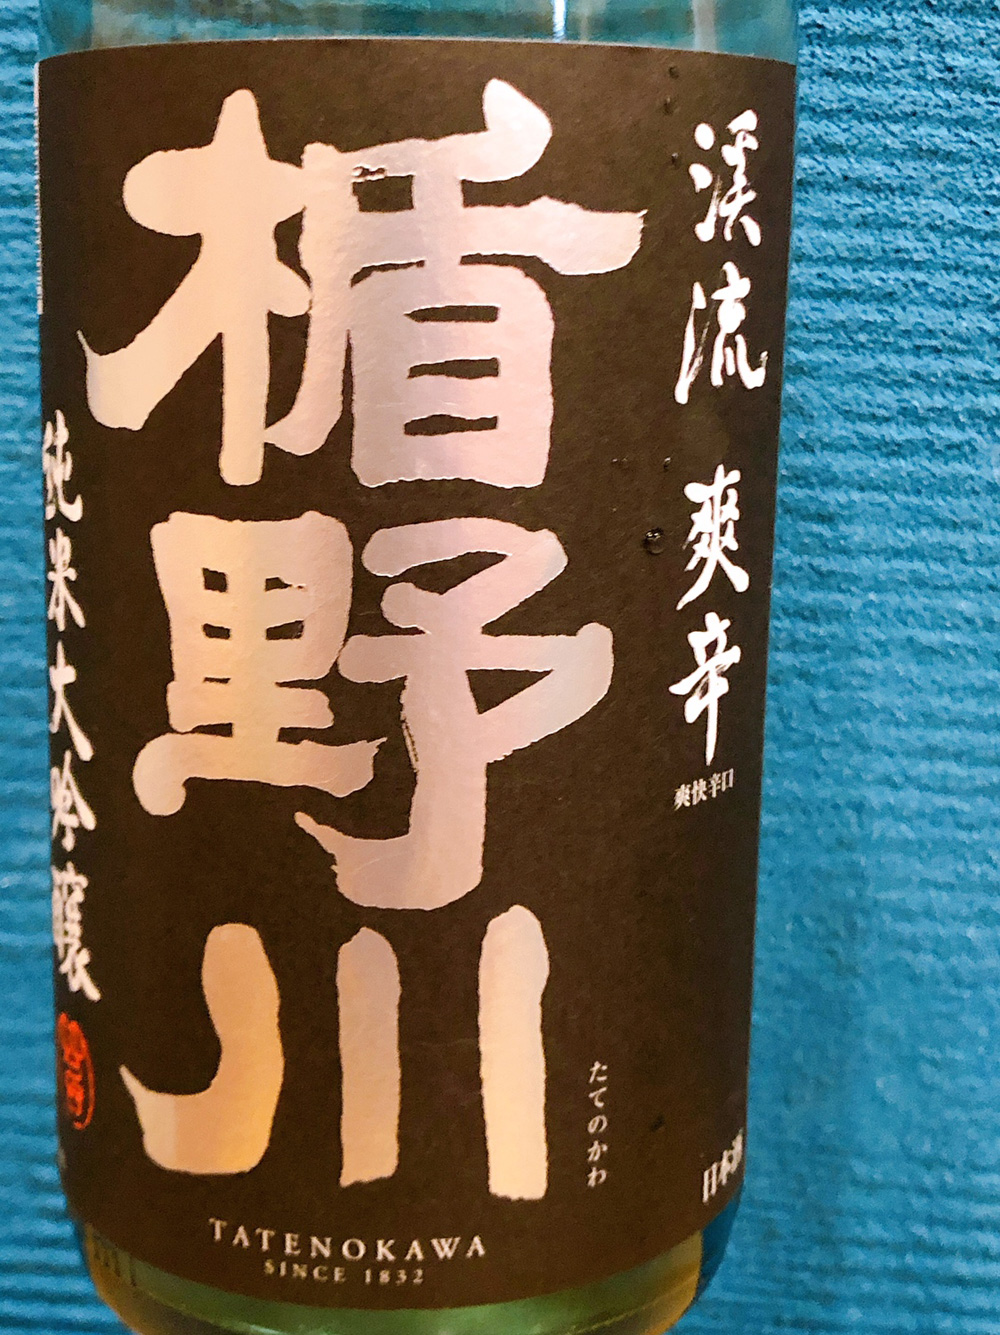 渓流 爽辛
爽快辛口
日本酒
楯野川
たてのかわ
純米大吟醸
TATENOKAWA
SINCE 1832